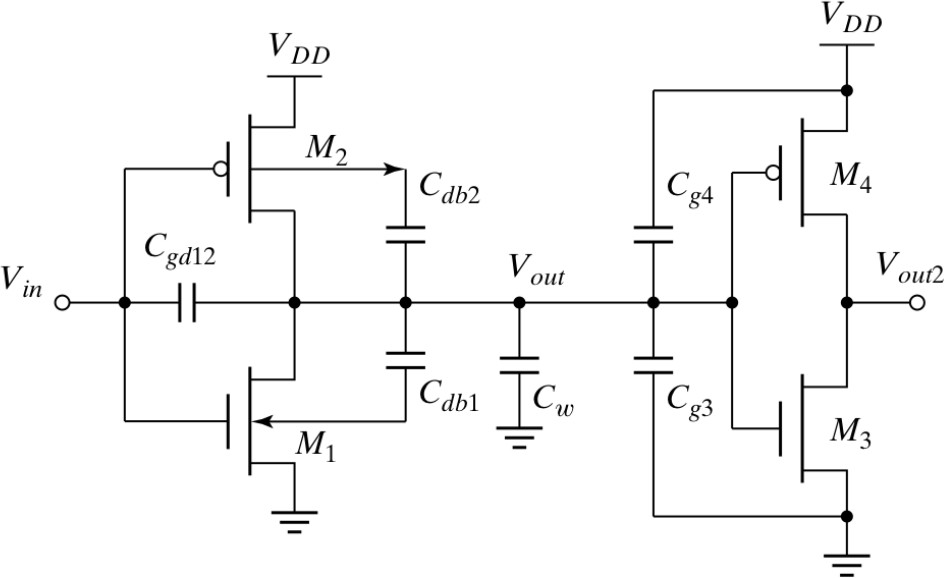 V_DD
V_DD
M_2
C_db2
C_g4
M_4
C_gd12
V_in
V_out
V_out2
C_db1
C_w
C_g3
M_1
M_3